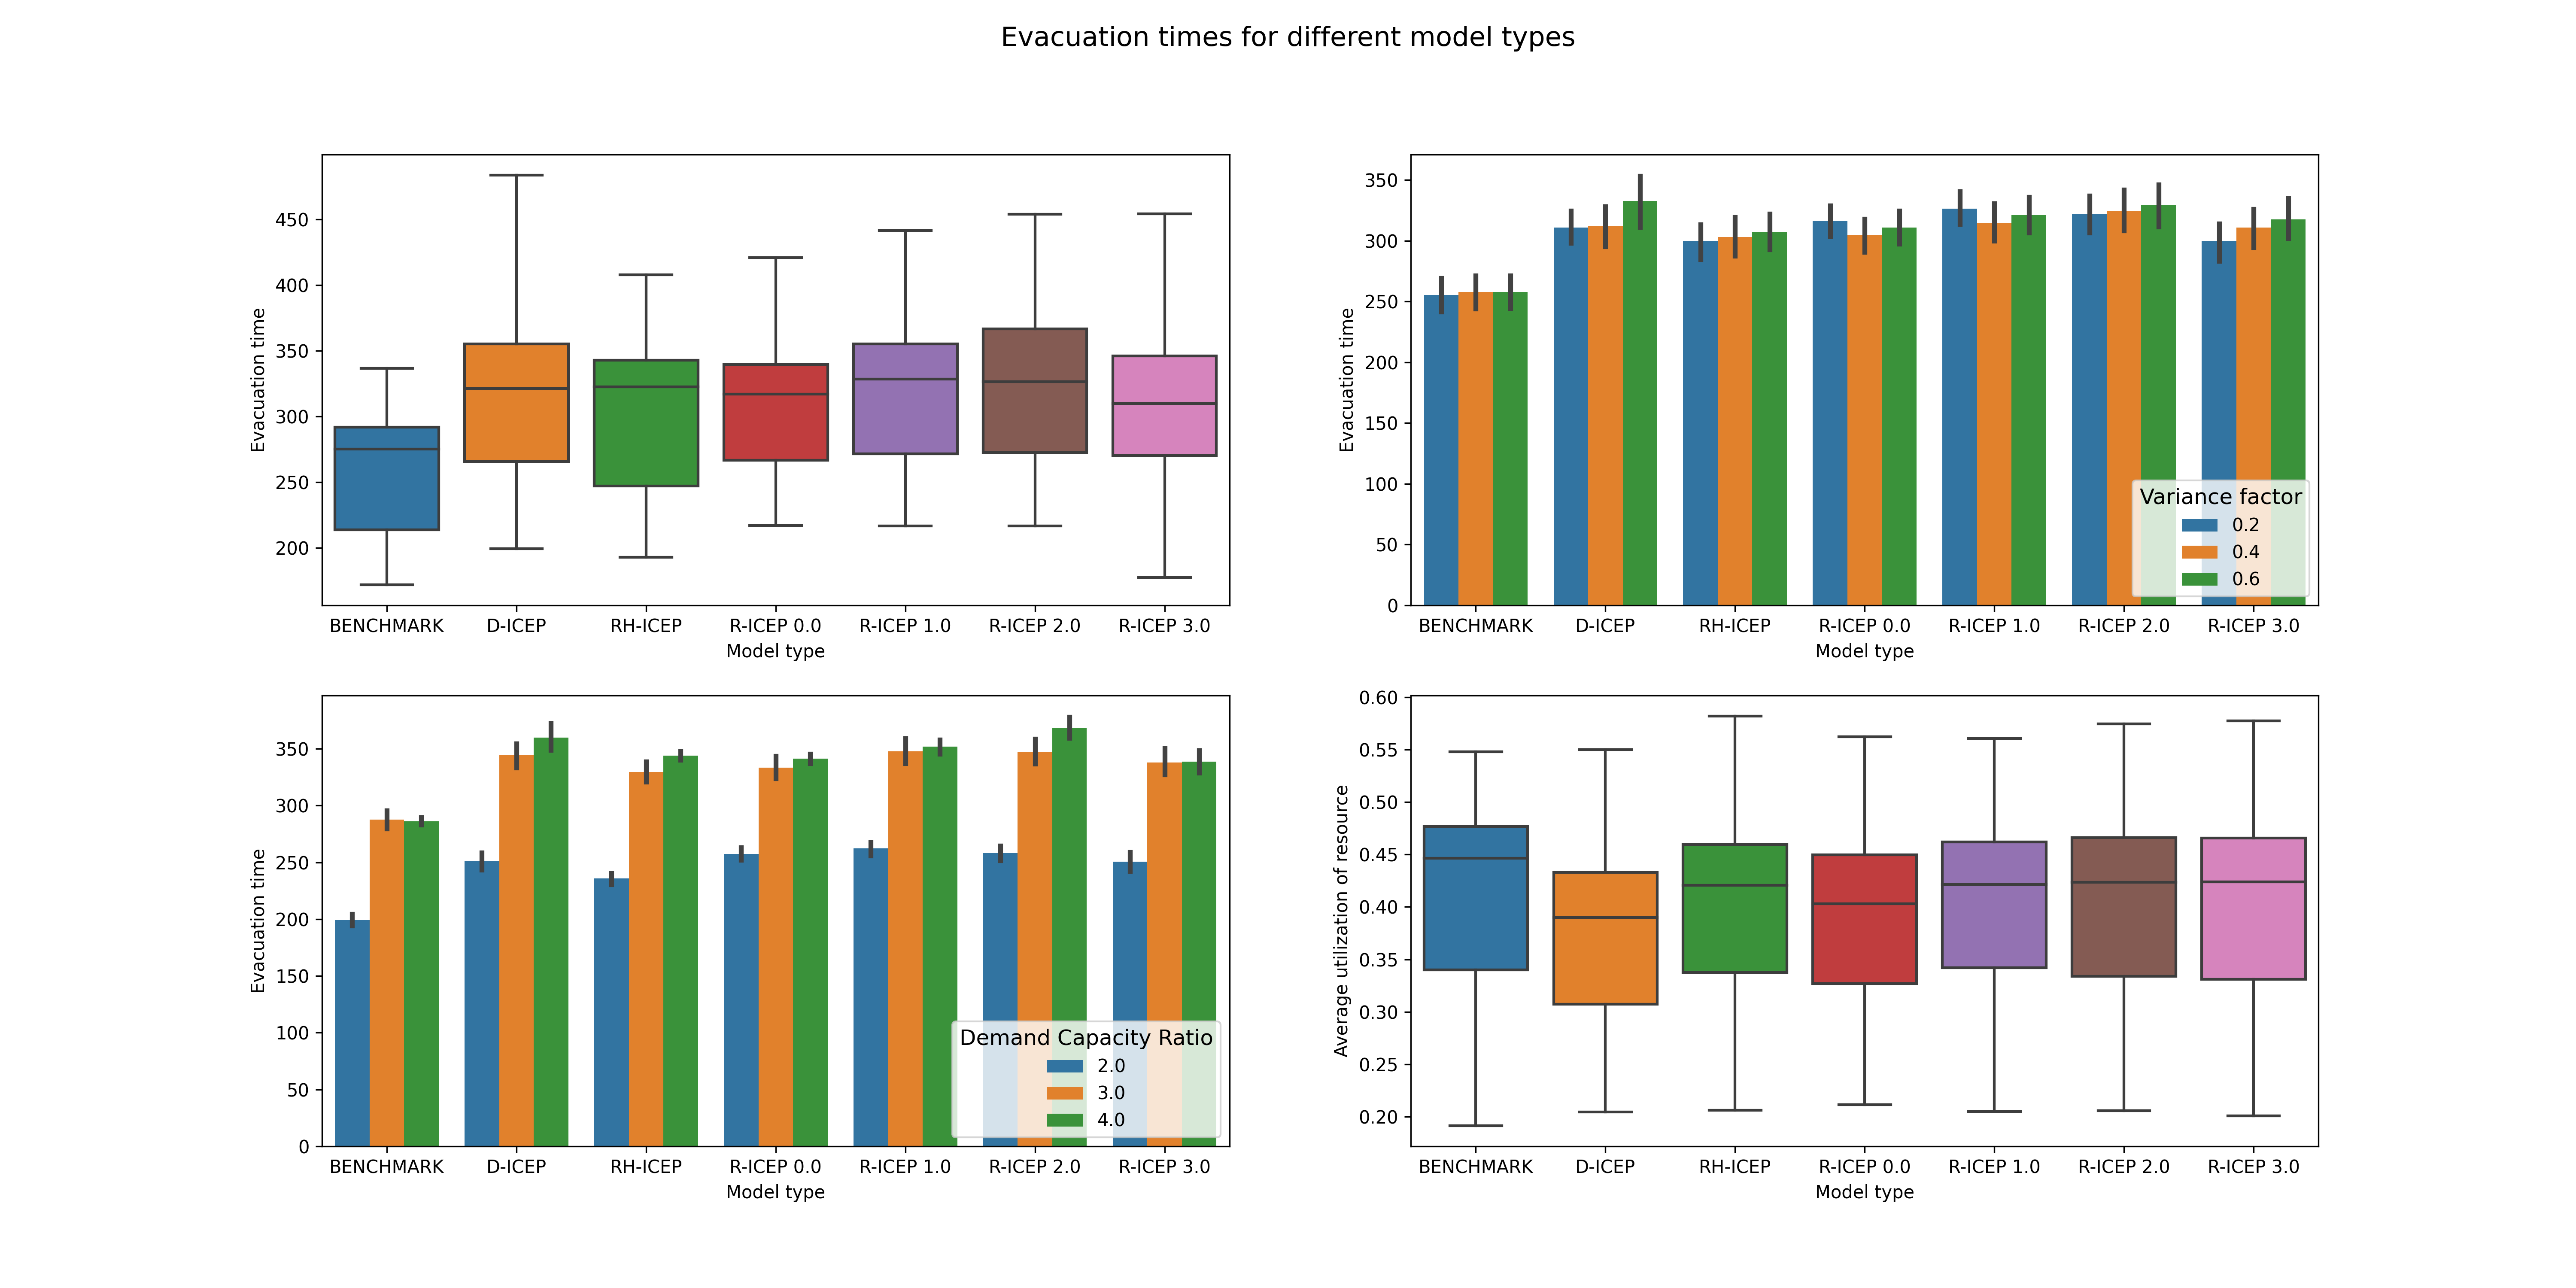 Evacuation times for different model types
Evacuation time
450
400
350
300
250
200
BENCHMARK D-ICEP RH-ICEP R-ICEP 0.0 R-ICEP 1.0 R-ICEP 2.0 R-ICEP 3.0
Model type
Evacuation time
350
300
250
200
150
100
50
0
Variance factor
0.2
0.4
0.6
BENCHMARK D-ICEP RH-ICEP R-ICEP 0.0 R-ICEP 1.0 R-ICEP 2.0 R-ICEP 3.0
Model type
Evacuation time
350
300
250
200
150
100
50
0
Demand Capacity Ratio
2.0
3.0
4.0
BENCHMARK D-ICEP RH-ICEP R-ICEP 0.0 R-ICEP 1.0 R-ICEP 2.0 R-ICEP 3.0
Model type
Average utilization of resource
0.60
0.55
0.50
0.45
0.40
0.35
0.30
0.25
0.20
BENCHMARK D-ICEP RH-ICEP R-ICEP 0.0 R-ICEP 1.0 R-ICEP 2.0 R-ICEP 3.0
Model type